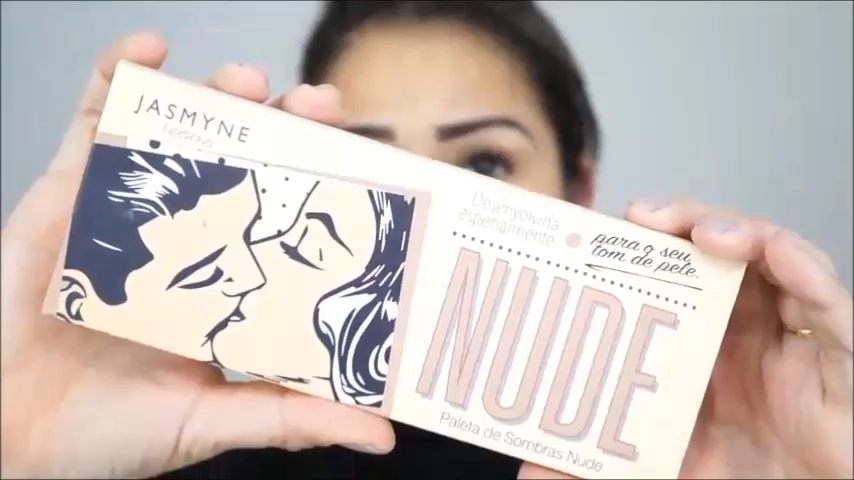 JASMYNE
Desenvolvida
especialmente
para o seu
tom de pele.
NUDE
Paleta de Sombras Nude